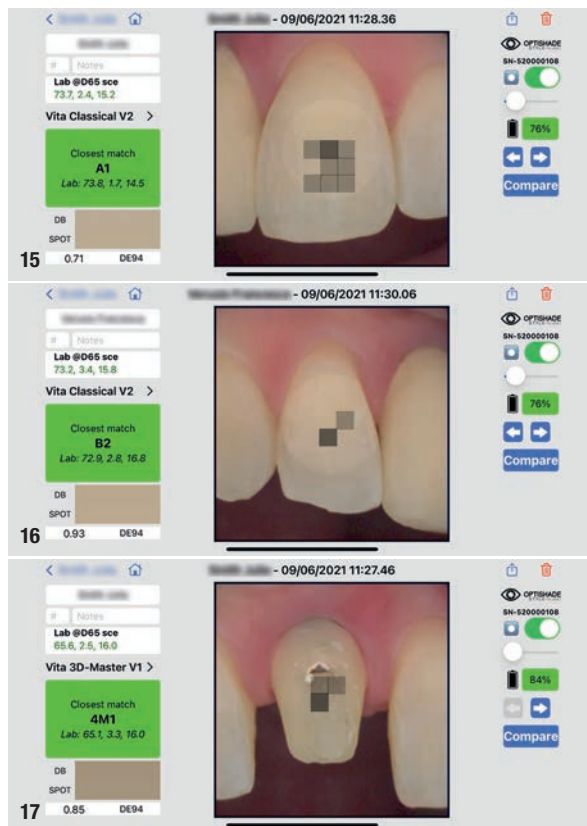 - 09/06/2021 11:28.36
# Notes
Lab @D65 sce
73.7, 2.4, 15.2
Vita Classical V2 >
Closest match
A1
Lab: 73.8, 1.7, 14.5
DB
SPOT
0.71 DE94
OPTISHADE
SN-520000108
76%
Compare
15
- 09/06/2021 11:30.06
# Notes
Lab @D65 sce
73.2, 3.4, 15.8
Vita Classical V2 >
Closest match
B2
Lab: 72.9, 2.8, 16.8
DB
SPOT
0.93 DE94
OPTISHADE
SN-520000108
76%
Compare
16
- 09/06/2021 11:27.46
# Notes
Lab @D65 sce
65.6, 2.5, 16.0
Vita 3D-Master V1 >
Closest match
4M1
Lab: 65.1, 3.3, 16.0
DB
SPOT
0.85 DE94
OPTISHADE
SN-520000108
84%
Compare
17